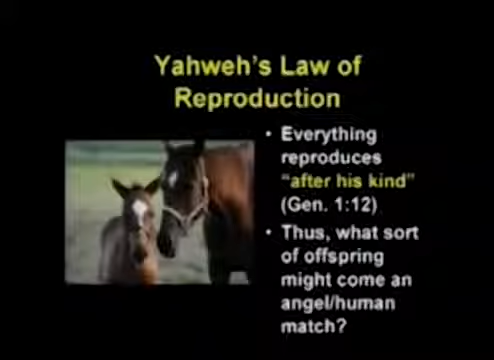 Yahweh's Law of
Reproduction
• Everything
reproduces
"after his kind"
(Gen. 1:12)
• Thus, what sort
of offspring
might come an
angel/human
match?